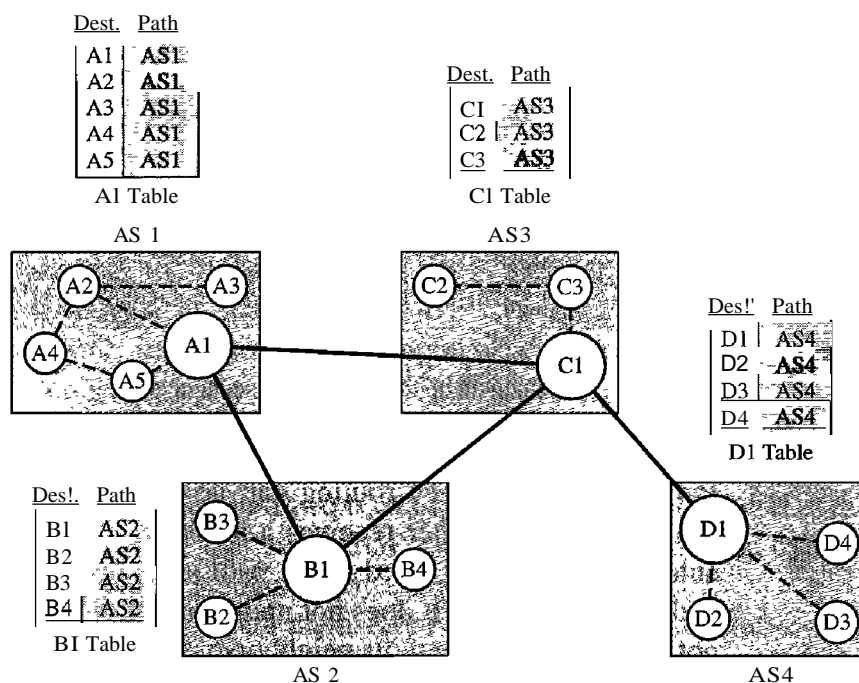 Dest. Path
A1 AS1
A2 AS1
A3 AS1
A4 AS1
A5 AS1
A1 Table
Dest. Path
CI AS3
C2 AS3
C3 AS3
C1 Table
AS 1
A2
A3
A1
A4
A5
AS3
C2
C3
C1
Des!' Path
D1 AS4
D2 AS4
D3 AS4
D4 AS4
D1 Table
Des!. Path
B1 AS2
B2 AS2
B3 AS2
B4 AS2
BI Table
B3
B1
B4
B2
AS 2
D1
D4
D2
D3
AS4